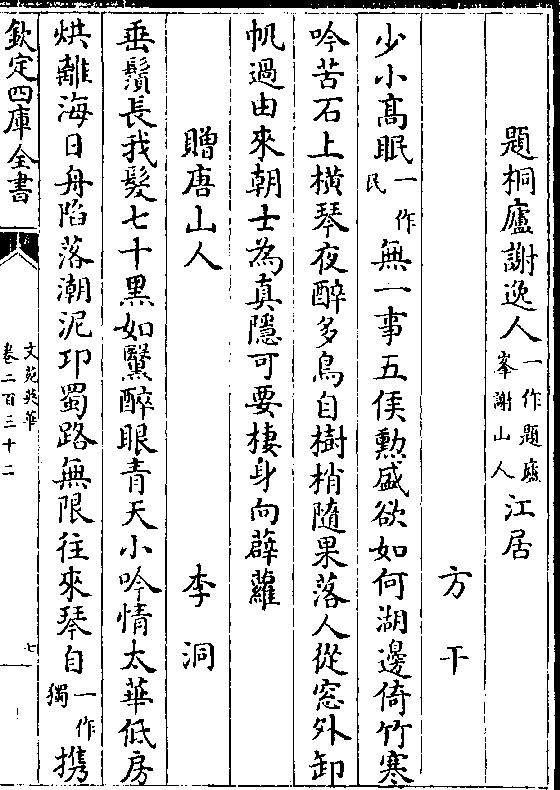 題桐廬謝逸人一作題廬峯謝山人江居
方干
少小髙眠一作民無一事五侯勲盛欲如何湖邊倚竹寒
吟苦石上横琴夜醉多鳥自樹梢隨果落人從窓外卸
帆過由來朝士為真隱可要棲身向薜蘿
贈唐山人
李洞
垂鬚長我髮七十黒如黳醉眼青天小吟情太華低房
烘離海日舟陷落潮泥卭蜀路無限往來琴自一作獨携
欽定四庫全書
文苑英華
卷二百三十二
七